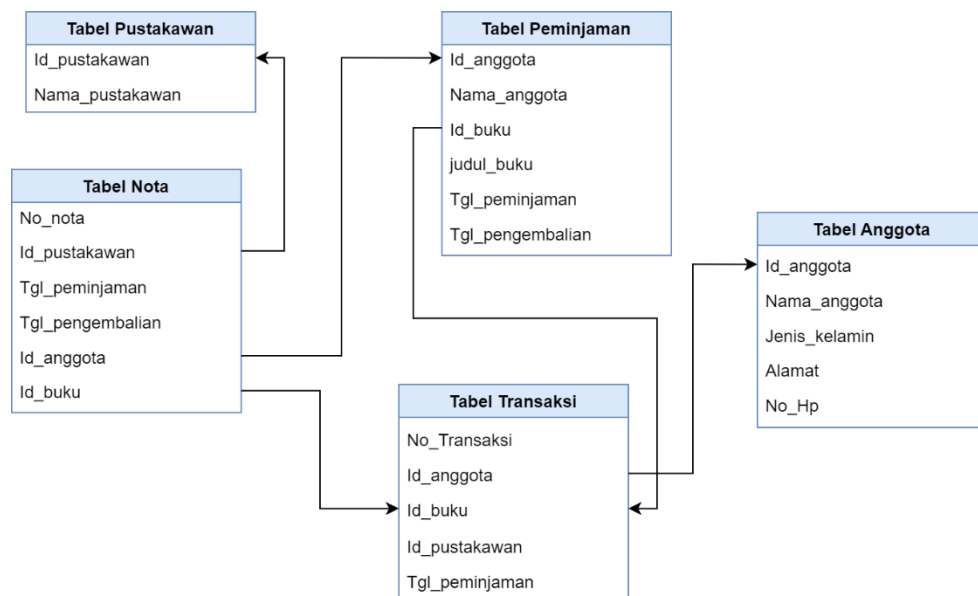 Tabel Pustakawan
Id_pustakawan
Nama_pustakawan
Tabel Peminjaman
Id_anggota
Nama_anggota
Id_buku
judul_buku
Tgl_peminjaman
Tgl_pengembalian
Tabel Nota
No_nota
Id_pustakawan
Tgl_peminjaman
Tgl_pengembalian
Id_anggota
Id_buku
Tabel Anggota
Id_anggota
Nama_anggota
Jenis_kelamin
Alamat
No_Hp
Tabel Transaksi
No_Transaksi
Id_anggota
Id_buku
Id_pustakawan
Tgl_peminjaman